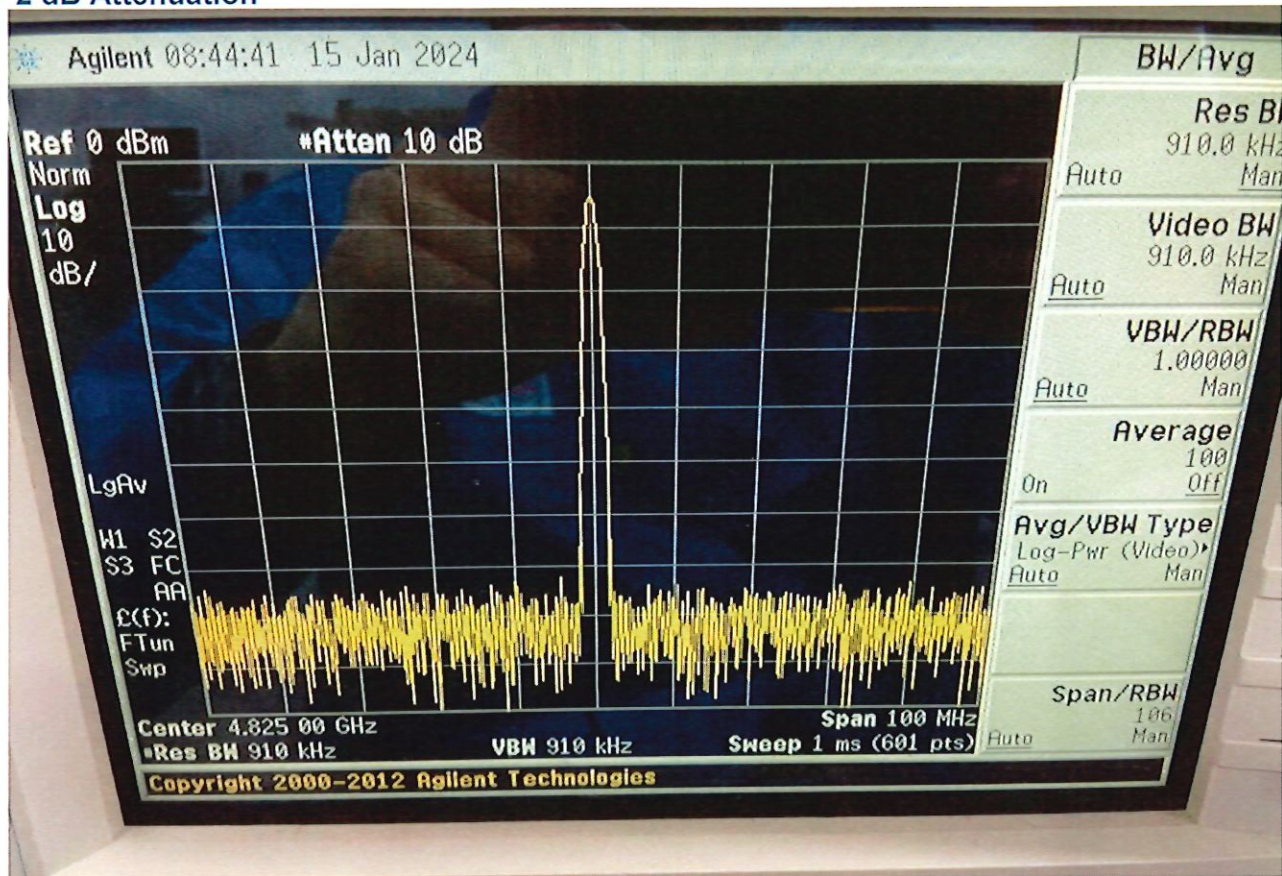 2 dB Attenuation
Agilent 08:44:41 15 Jan 2024
BW/Avg
Ref 0 dBm
*Atten 10 dB
Norm
Log
10
dB/
LgAv
W1 S2
S3 FC
AA
£(f):
FTun
Swp
Center 4.825 00 GHz
Span 100 MHz
*Res BW 910 kHz
VBW 910 kHz
Sweep 1 ms (601 pts)
Copyright 2000-2012 Agilent Technologies
Res B
910.0 kHz
Auto Man
Video BW
910.0 kHz
Auto Man
VBW/RBW
1.00000
Auto Man
Average
100
On Off
Avg/VBW Type
Log-Pwr (Video)▸
Auto Man
Span/RBW
106
Auto Man